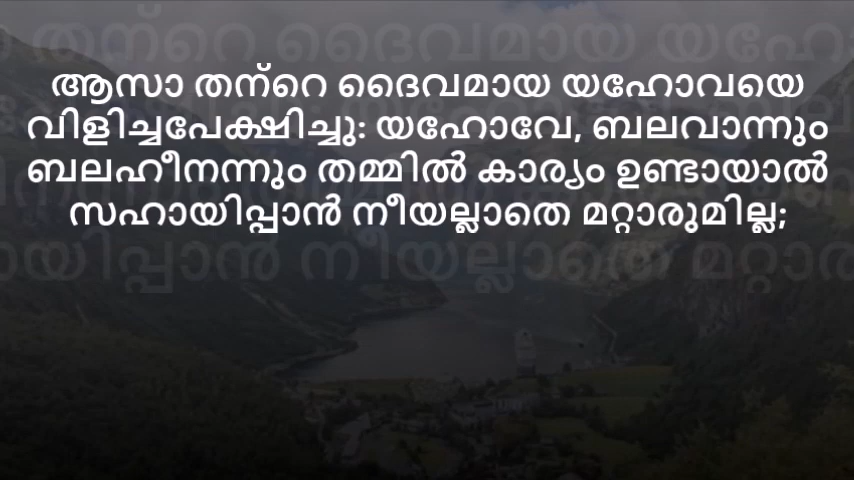 ആസാ തന്റെ ദൈവമായ യഹോവയെ
വിളിച്ചപേക്ഷിച്ചു: യഹോവേ, ബലവാന്നും
ബലഹീനന്നും തമ്മിൽ കാര്യം ഉണ്ടായാൽ
സഹായിപ്പാൻ നീയല്ലാതെ മറ്റാരുമില്ല;